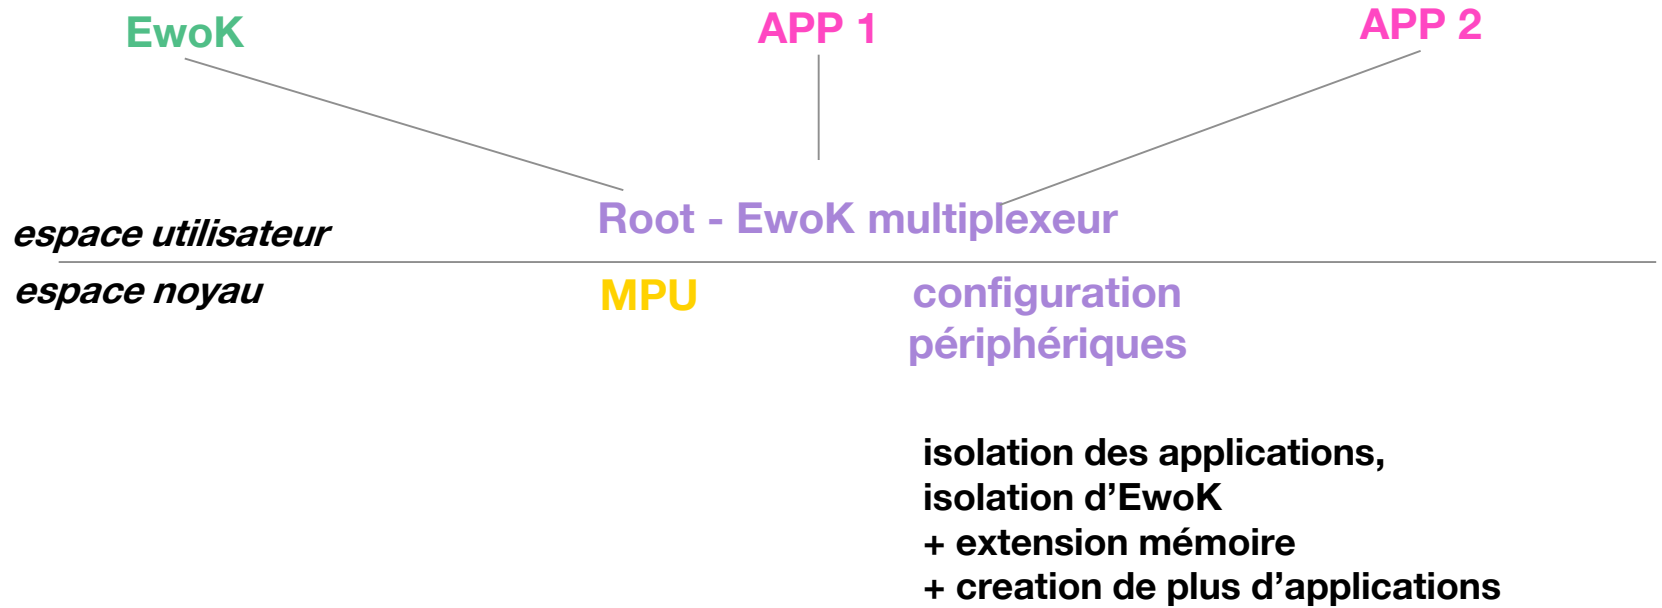 EwoK
APP 1
APP 2
Root - EwoK multiplexeur
espace utilisateur
espace noyau
MPU
configuration
périphériques
isolation des applications,
isolation d’EwoK
+ extension mémoire
+ creation de plus d’applications